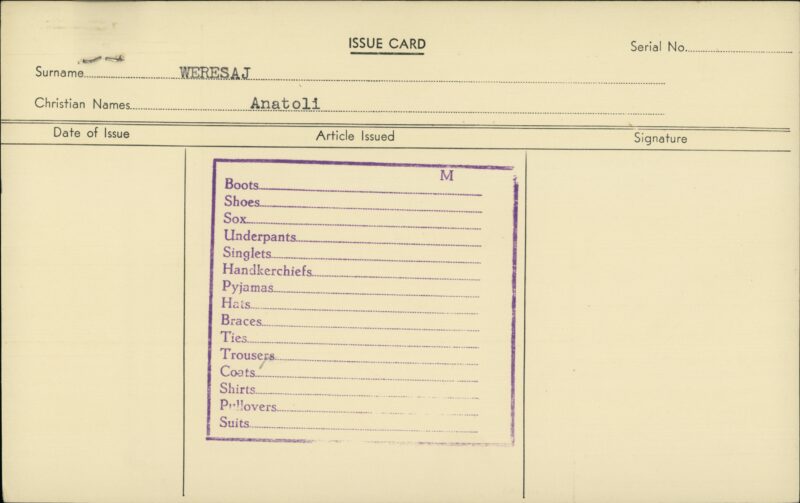 ISSUE CARD
Serial No.
Surname WERESAJ
Christian Names Anatoli
Date of Issue Article Issued Signature
M
Boots
Shoes
Sox
Underpants
Singlets
Handkerchiefs
Pyjamas
Hats
Braces
Ties
Trousers
Coats
Shirts
Pullovers
Suits